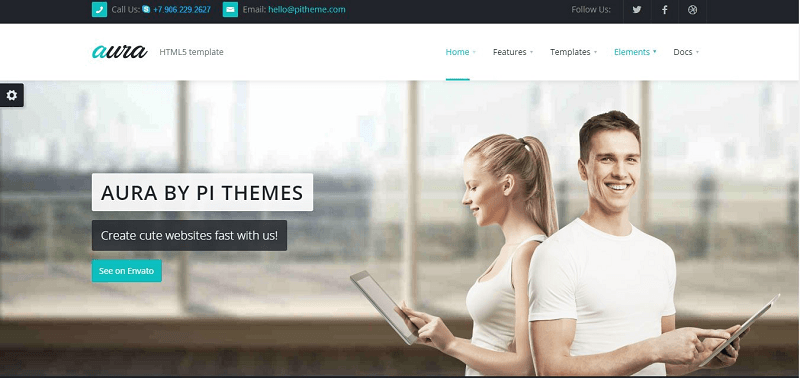 Call Us: +7.906 229.2627 Email: hello@pitheme.com Follow Us:
aura HTML5 template Home Features Templates Elements Docs
AURA BY PI THEMES
Create cute websites fast with us!
See on Envato